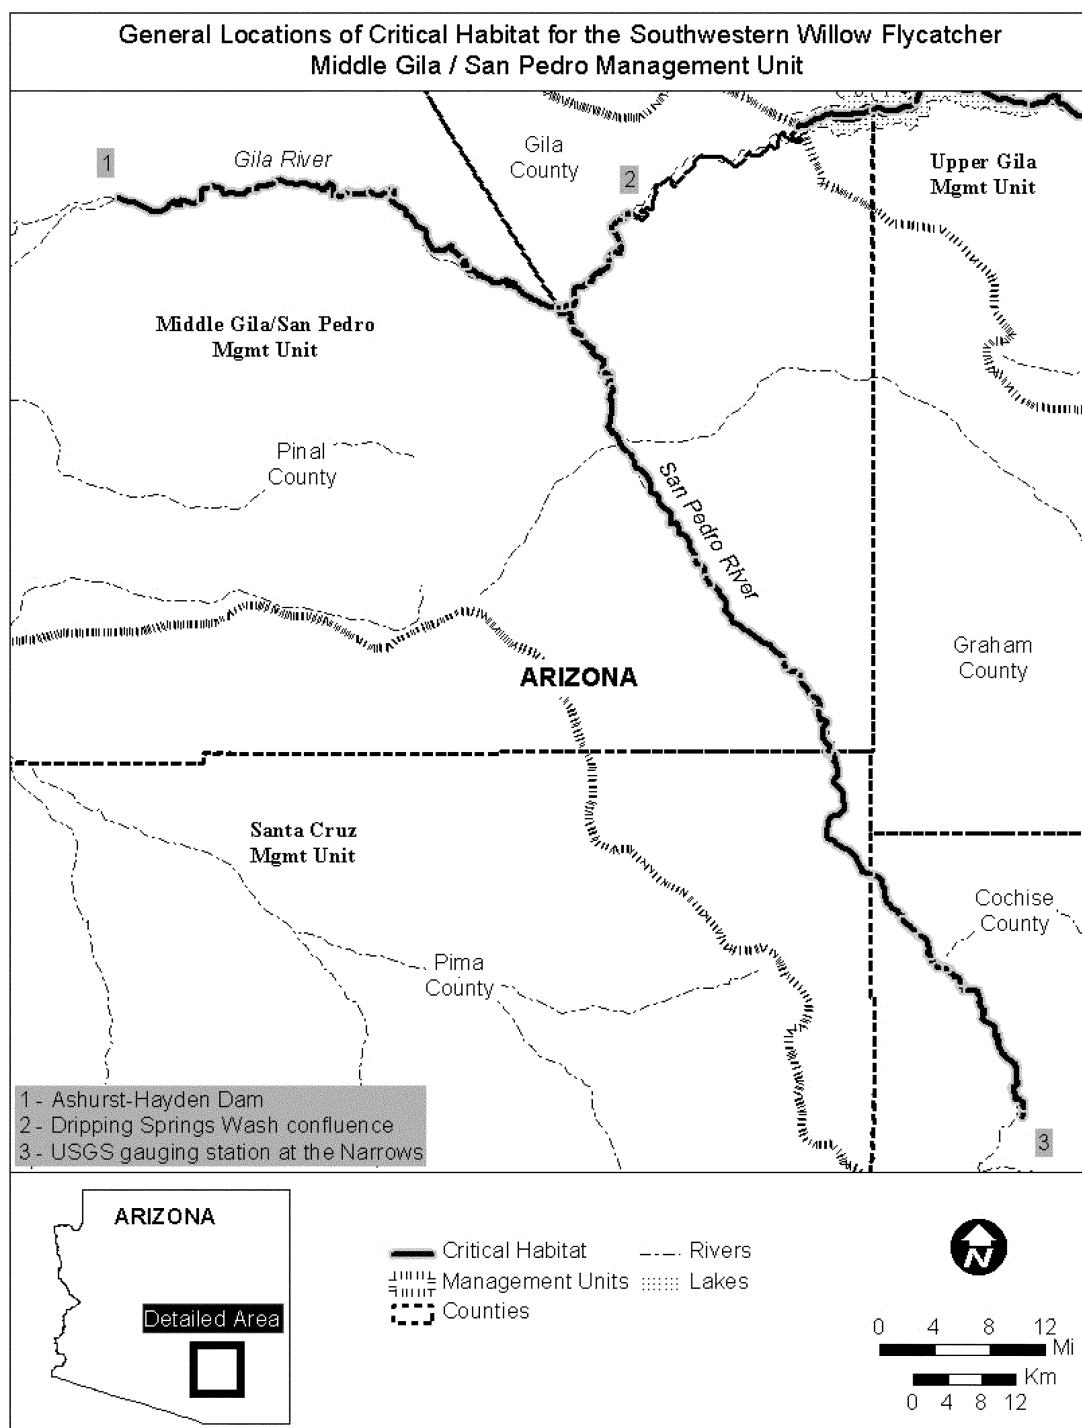 General Locations of Critical Habitat for the Southwestern Willow Flycatcher
Middle Gila / San Pedro Management Unit
1
Gila River
Gila
County
2
Upper Gila
Mgmt Unit
Middle Gila/San Pedro
Mgmt Unit
Pinal
County
San Pedro River
Graham
County
ARIZONA
Santa Cruz
Mgmt Unit
Cochise
County
Pima
County
1 - Ashurst-Hayden Dam
2 - Dripping Springs Wash confluence
3 - USGS gauging station at the Narrows
3
ARIZONA
Detailed Area
Critical Habitat
Management Units
Counties
Rivers
Lakes
N
0 4 8 12
Mi
Km
0 4 8 12